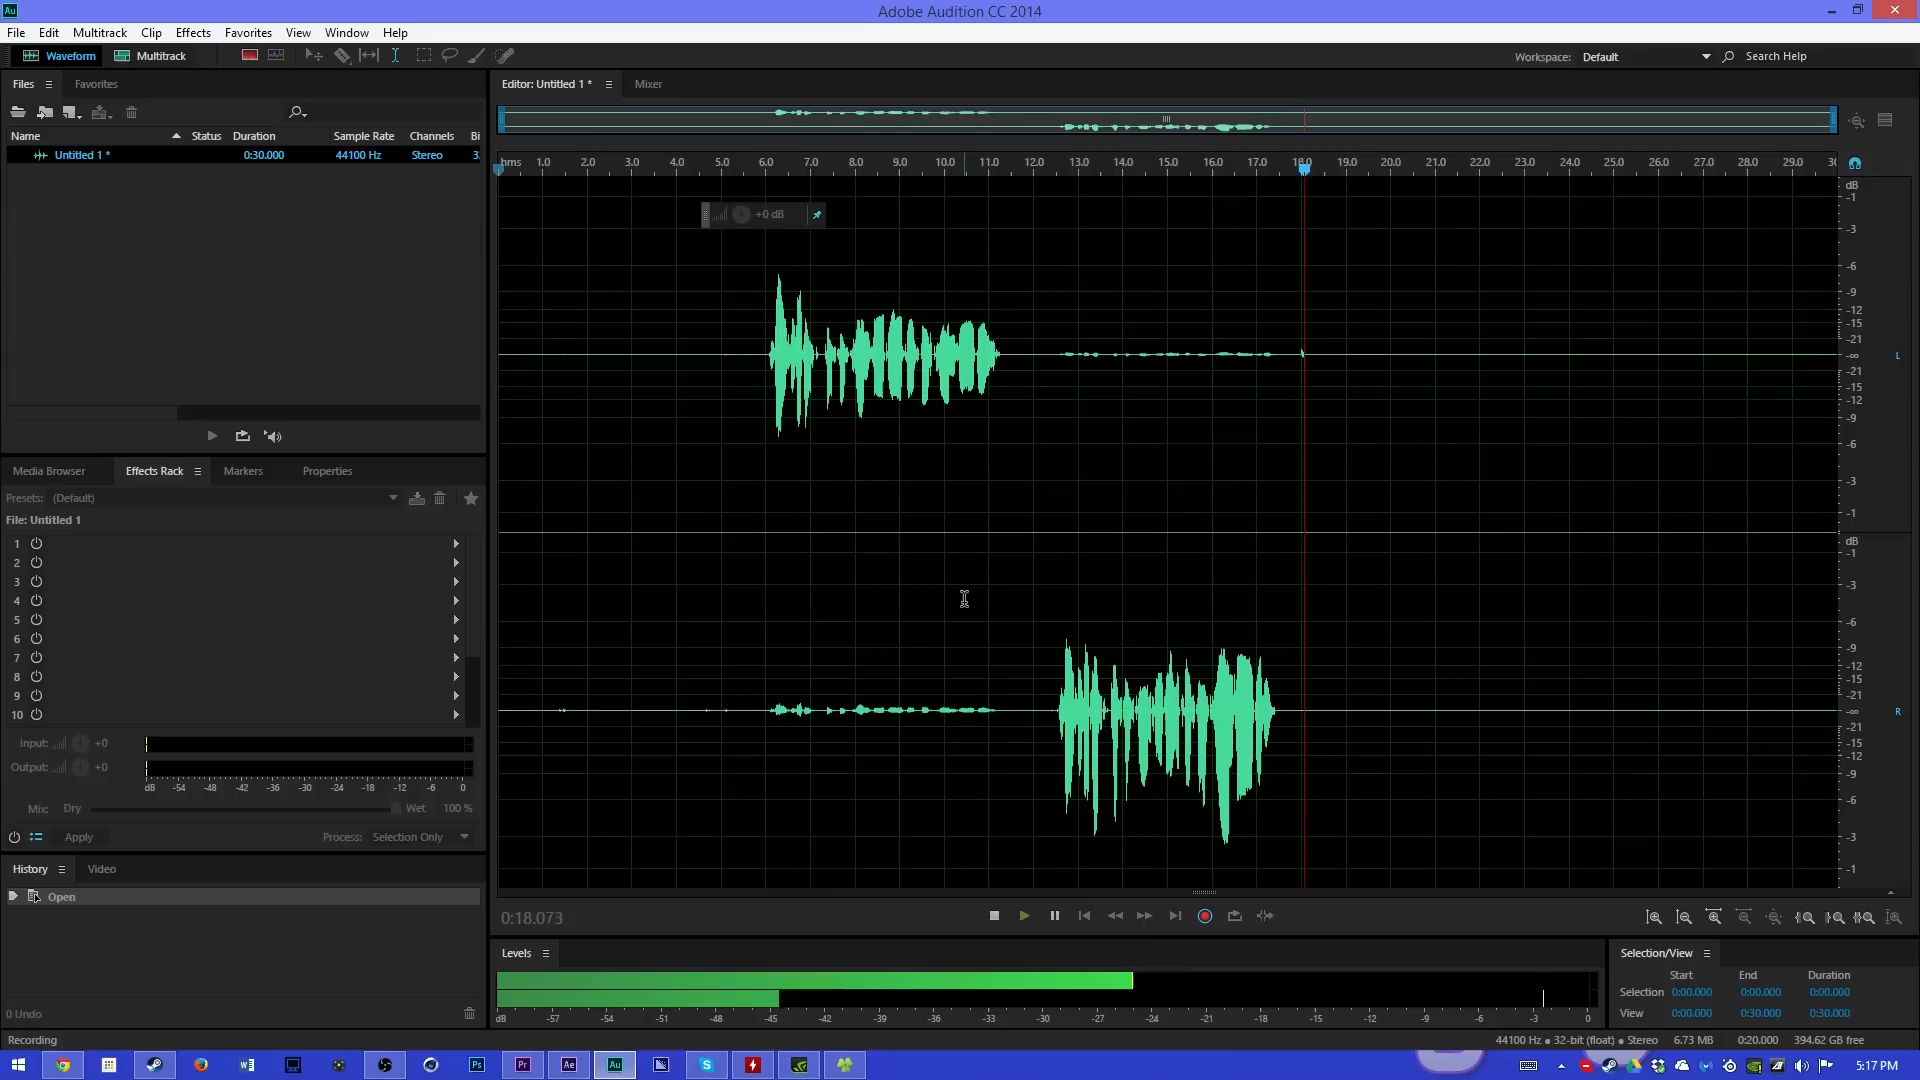 Au
Adobe Audition CC 2014
File Edit Multitrack Clip Effects Favorites View Window Help
Waveform Multitrack
Workspace: Default Search Help
Files Favorites
Name Status Duration Sample Rate Channels Bi
Untitled 1 * 0:30.000 44100 Hz Stereo 3
Media Browser Effects Rack Markers Properties
Presets: (Default)
File: Untitled 1
1
2
3
4
5
6
7
8
9
10
Input: +0
Output: +0
dB -54 -48 -42 -36 -30 -24 -18 -12 -6 0
Mix: Dry Wet 100 %
Apply Process: Selection Only
History Video
Open
0 Undo
Recording
Editor: Untitled 1 * Mixer
hms 1.0 2.0 3.0 4.0 5.0 6.0 7.0 8.0 9.0 10.0 11.0 12.0 13.0 14.0 15.0 16.0 17.0 18.0 19.0 20.0 21.0 22.0 23.0 24.0 25.0 26.0 27.0 28.0 29.0 30
+0 dB
dB
-1
-3
-6
-9
-12
-15
-21
-∞ L
-21
-15
-12
-9
-6
-3
-1
dB
-1
-3
-6
-9
-12
-15
-21
-∞ R
-21
-15
-12
-9
-6
-3
-1
0:18.073
Levels
dB -57 -54 -51 -48 -45 -42 -39 -36 -33 -30 -27 -24 -21 -18 -15 -12 -9 -6 -3 0
Selection/View
Start End Duration
Selection 0:00.000 0:00.000 0:00.000
View 0:00.000 0:30.000 0:30.000
44100 Hz ● 32-bit (float) ● Stereo 6.73 MB 0:20.000 394.62 GB free
Ps Pr Ae Au
5:17 PM